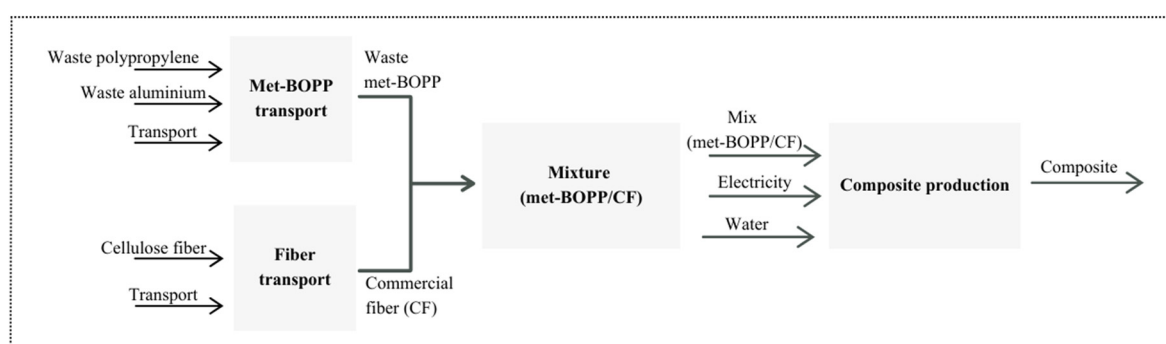 Waste polypropylene
Waste aluminium
Transport
Met-BOPP
transport
Waste
met-BOPP
Cellulose fiber
Transport
Fiber
transport
Commercial
fiber (CF)
Mixture
(met-BOPP/CF)
Mix
(met-BOPP/CF)
Electricity
Water
Composite production
Composite